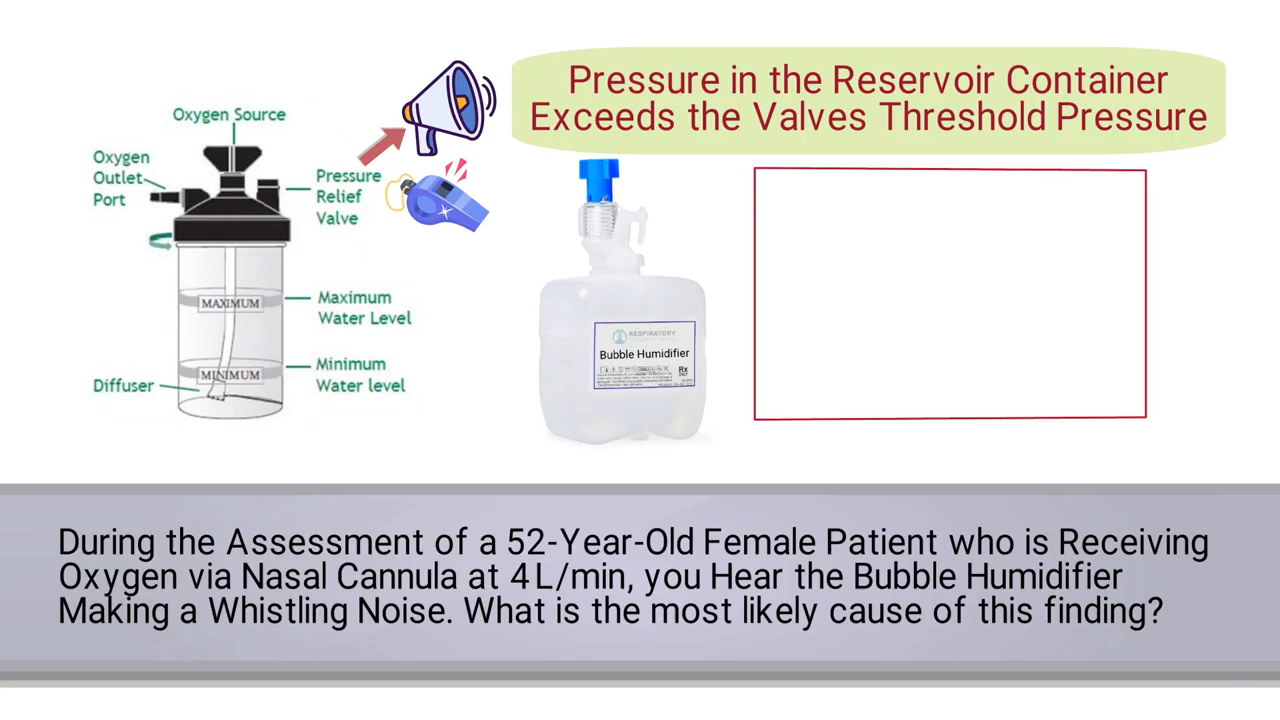 Pressure in the Reservoir Container
Exceeds the Valves Threshold Pressure
Oxygen Source
Oxygen
Outlet
Port
Pressure
Relief
Valve
MAXIMUM
Maximum
Water Level
MINIMUM
Minimum
Water level
Diffuser
RESPIRATORY
Bubble Humidifier
Rx
During the Assessment of a 52-Year-Old Female Patient who is Receiving
Oxygen via Nasal Cannula at 4 L/min, you Hear the Bubble Humidifier
Making a Whistling Noise. What is the most likely cause of this finding?